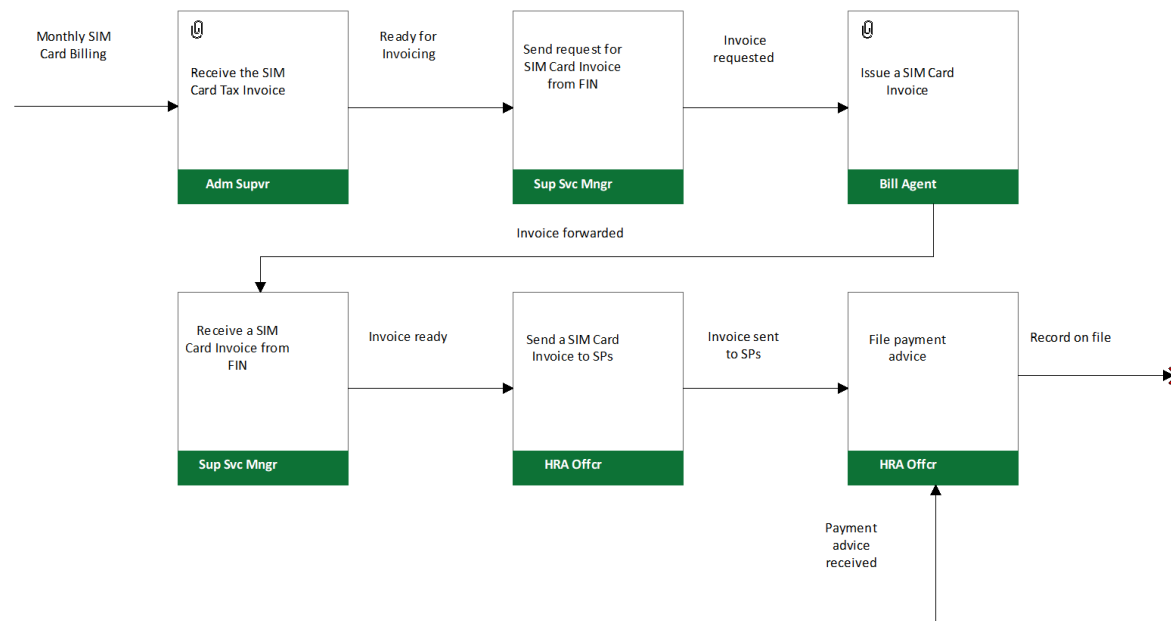 Monthly SIM
Card Billing
Receive the SIM
Card Tax Invoice
Adm Supvr
Ready for
Invoicing
Send request for
SIM Card Invoice
from FIN
Sup Svc Mngr
Invoice
requested
Issue a SIM Card
Invoice
Bill Agent
Invoice forwarded
Receive a SIM
Card Invoice from
FIN
Sup Svc Mngr
Invoice ready
Send a SIM Card
Invoice to SPs
HRA Offcr
Invoice sent
to SPs
File payment
advice
HRA Offcr
Record on file
Payment
advice
received